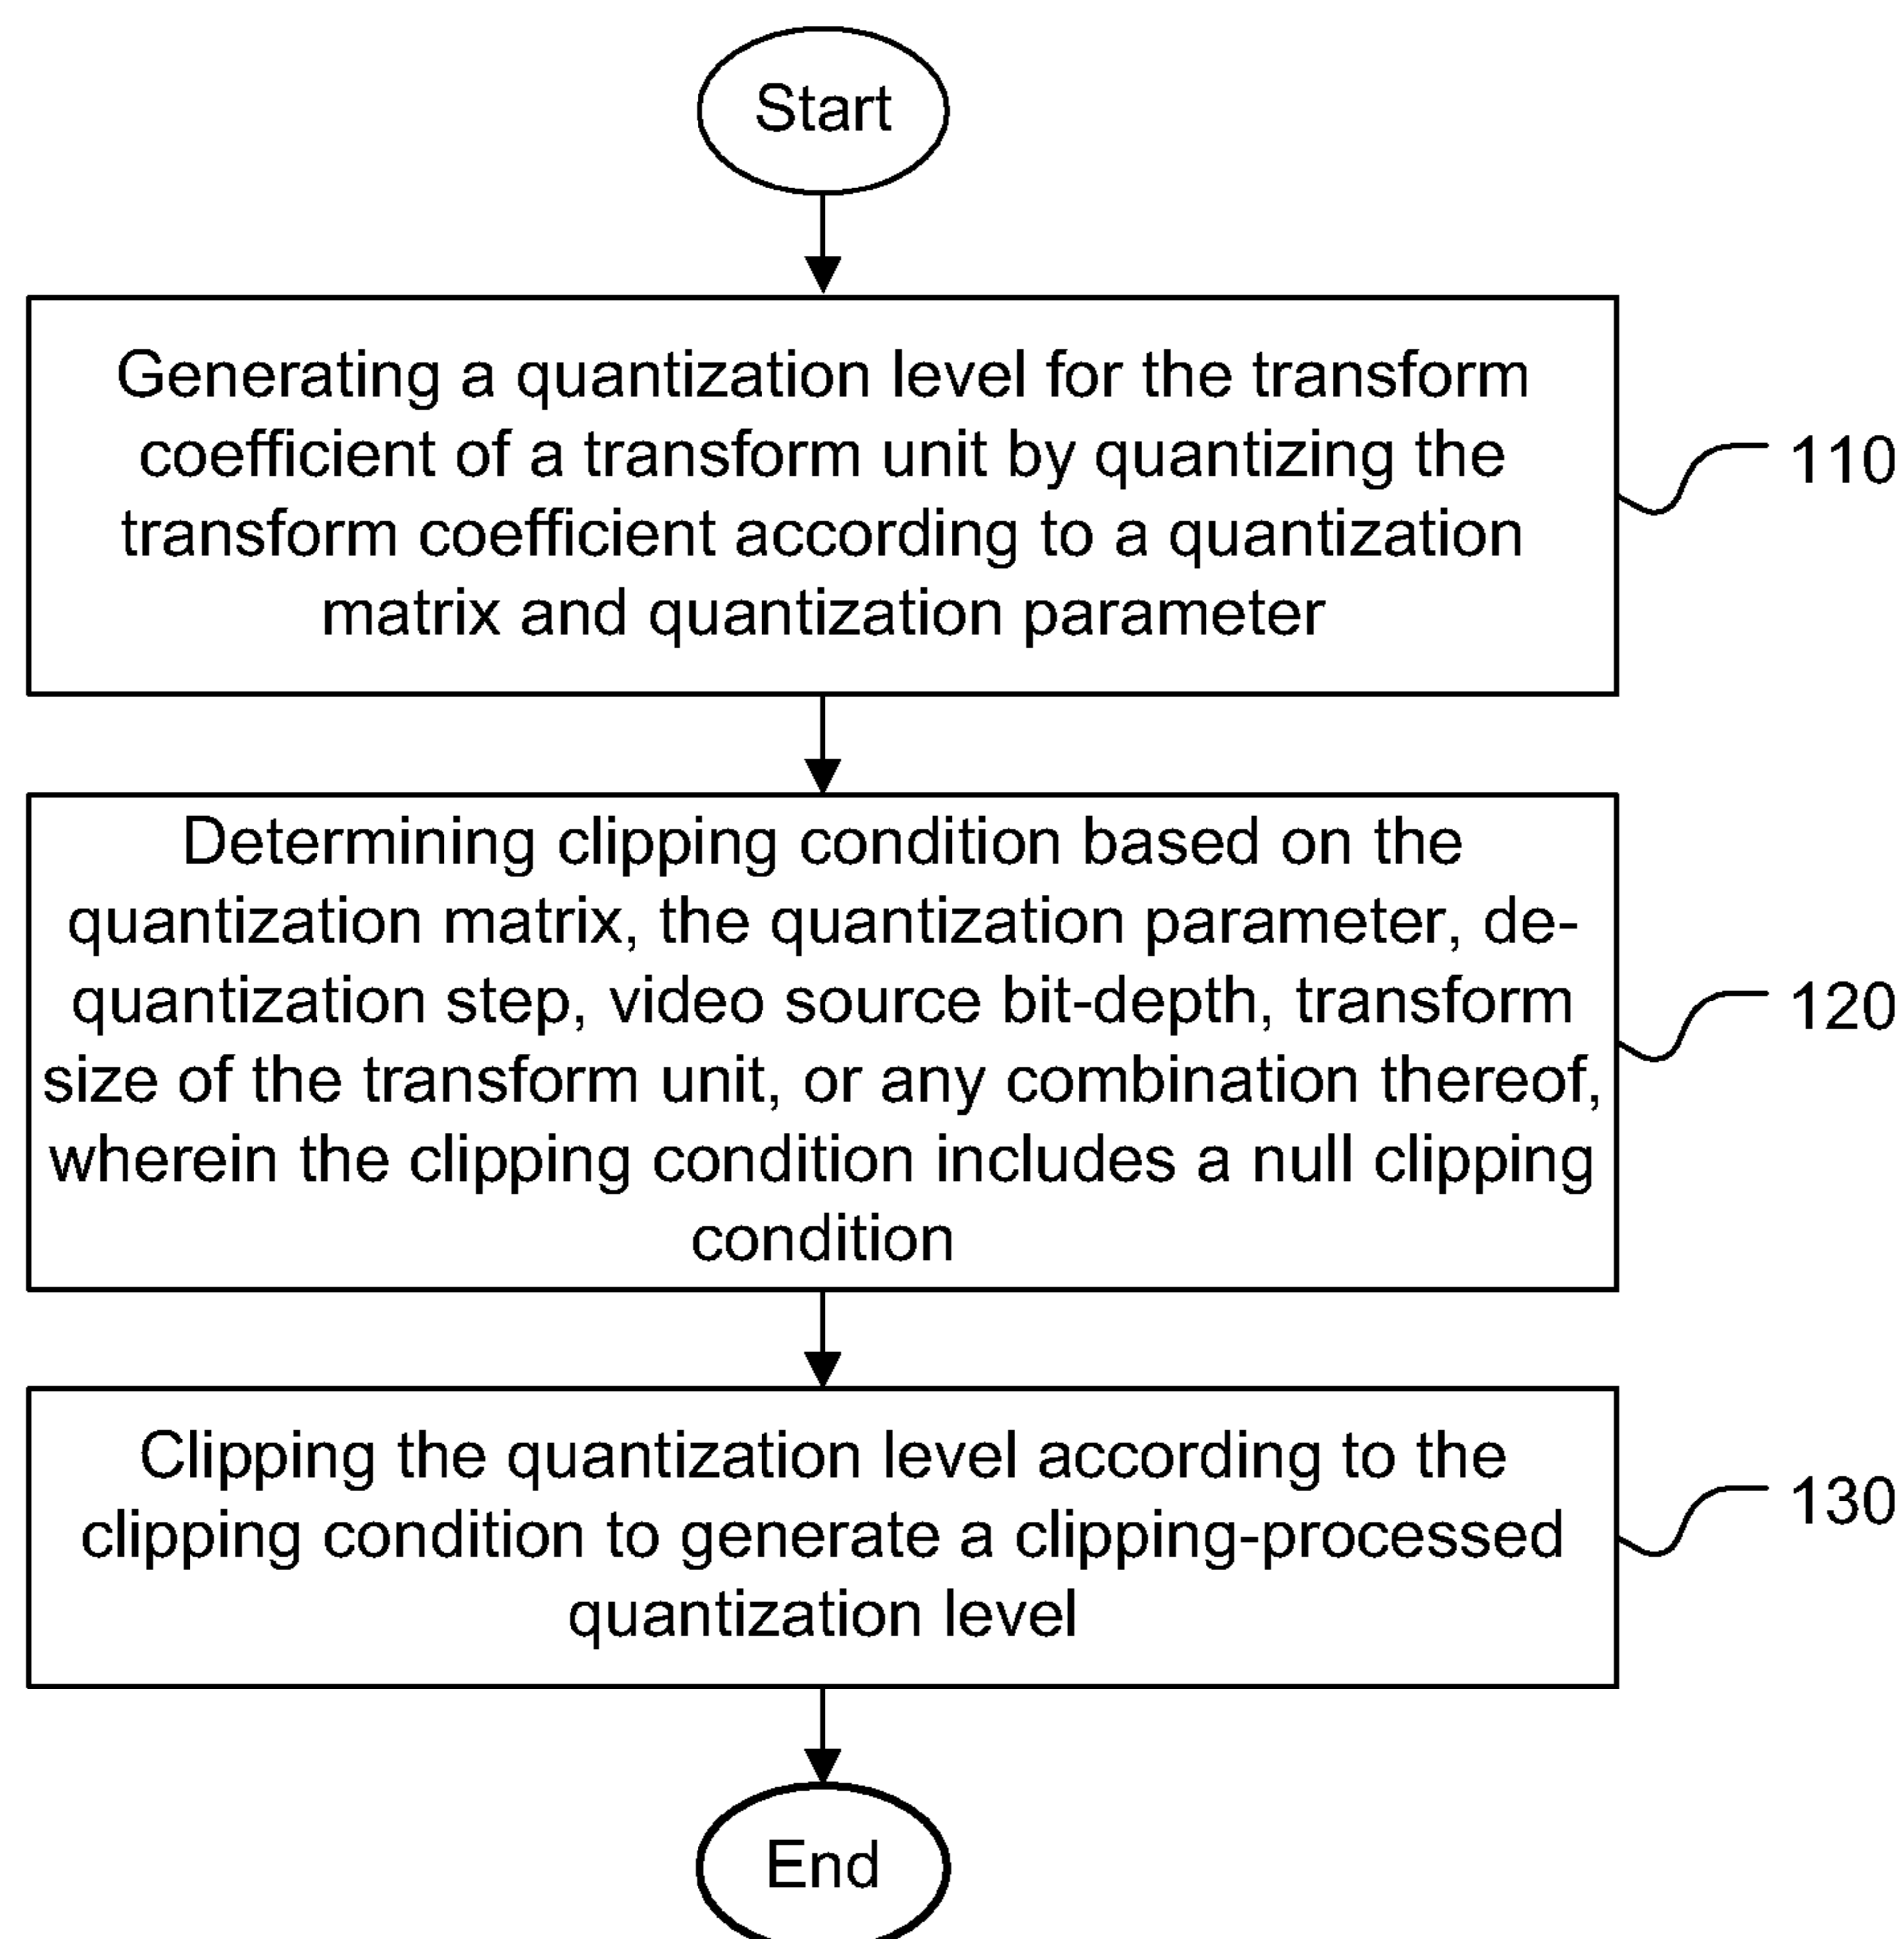 Start
Generating a quantization level for the transform
coefficient of a transform unit by quantizing the
transform coefficient according to a quantization
matrix and quantization parameter
110
Determining clipping condition based on the
quantization matrix, the quantization parameter, de-
quantization step, video source bit-depth, transform
size of the transform unit, or any combination thereof,
wherein the clipping condition includes a null clipping
condition
120
Clipping the quantization level according to the
clipping condition to generate a clipping-processed
quantization level
130
End